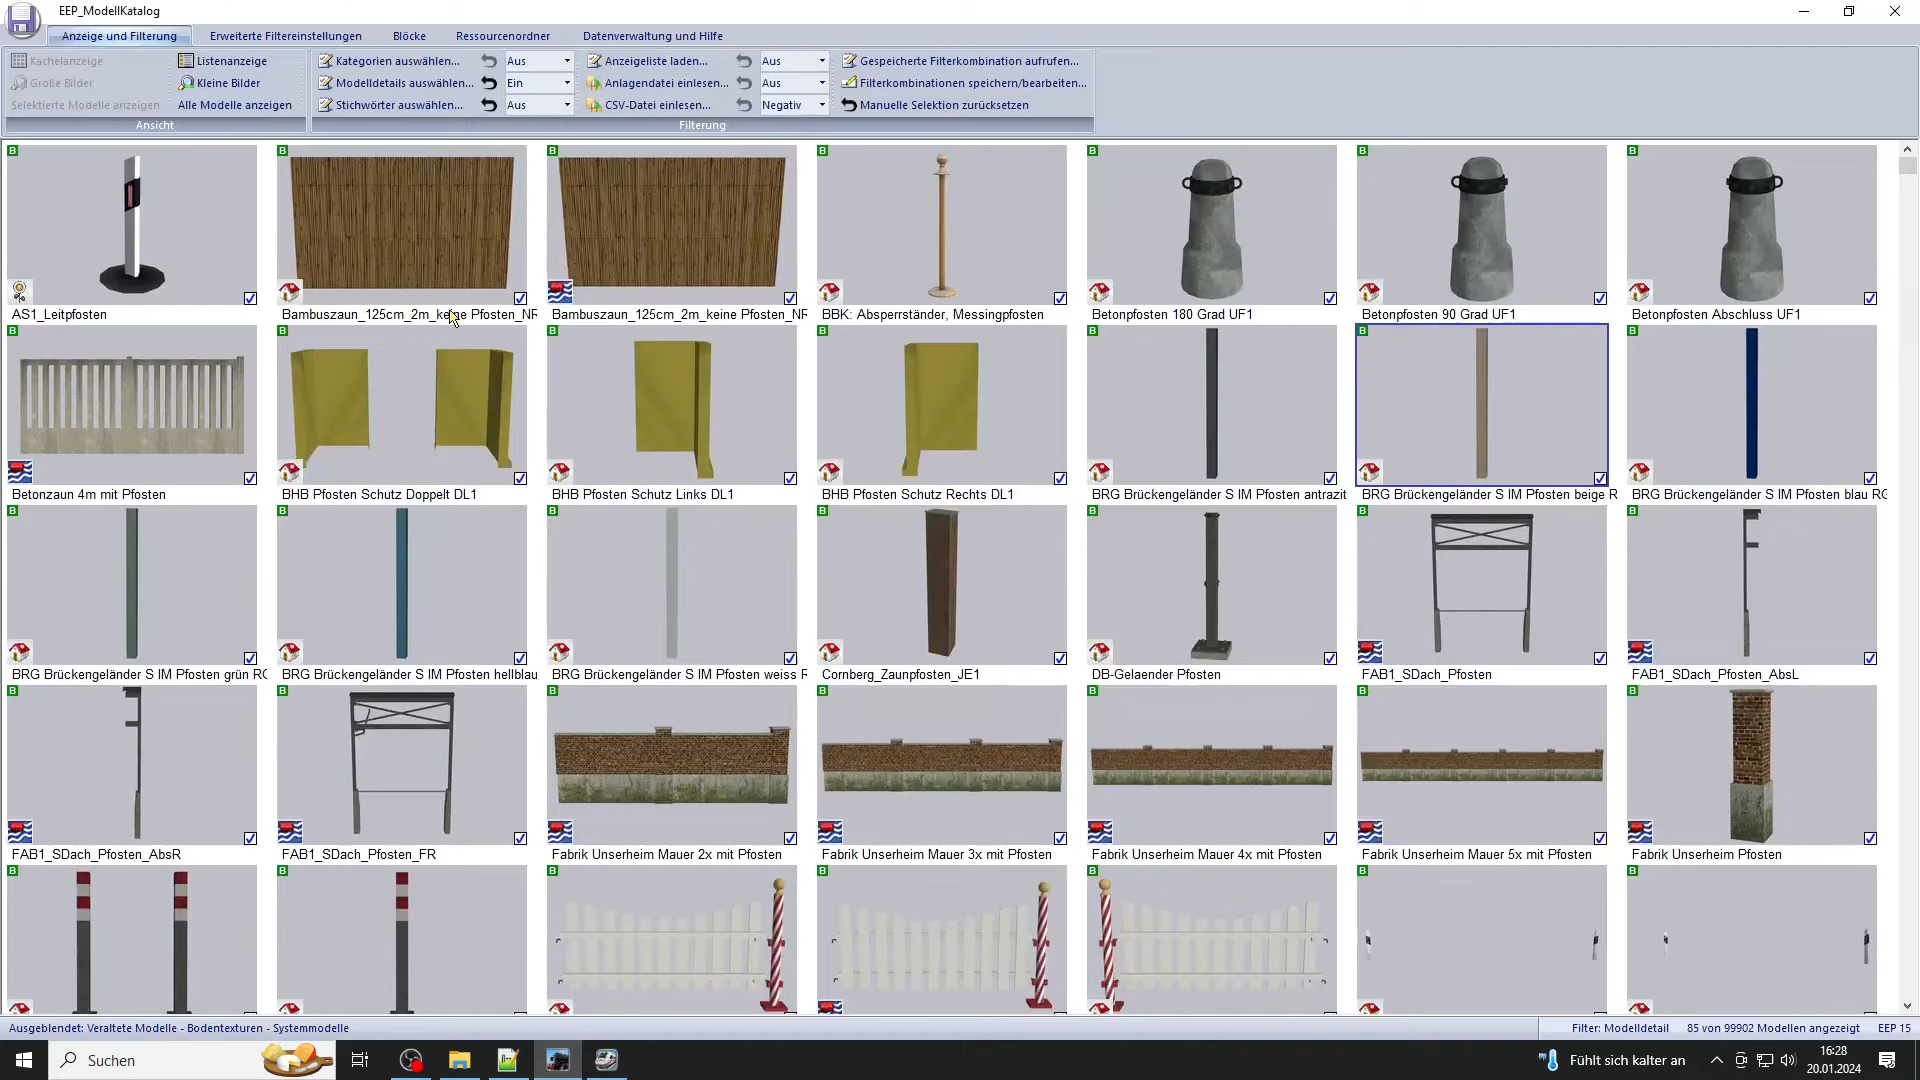 EEP_ModellKatalog
Anzeige und Filterung
Erweiterte Filtereinstellungen
Blöcke
Ressourcenordner
Datenverwaltung und Hilfe
Kachelanzeige
Listenanzeige
Kategorien auswählen...
Aus
Anzeigeliste laden...
Aus
Gespeicherte Filterkombination aufrufen...
Große Bilder
Kleine Bilder
Modelldetails auswählen...
Ein
Anlagendatei einlesen...
Aus
Filterkombinationen speichern/bearbeiten...
Selektierte Modelle anzeigen
Alle Modelle anzeigen
Stichwörter auswählen...
Aus
CSV-Datei einlesen...
Negativ
Manuelle Selektion zurücksetzen
Ansicht
Filterung
B B B B B B B
AS1_Leitpfosten
Bambuszaun_125cm_2m_keine Pfosten_NF
Bambuszaun_125cm_2m_keine Pfosten_NF
BBK: Absperrständer, Messingpfosten
Betonpfosten 180 Grad UF1
Betonpfosten 90 Grad UF1
Betonpfosten Abschluss UF1
B B B B B B B
Betonzaun 4m mit Pfosten
BHB Pfosten Schutz Doppelt DL1
BHB Pfosten Schutz Links DL1
BHB Pfosten Schutz Rechts DL1
BRG Brückengeländer S IM Pfosten antrazit
BRG Brückengeländer S IM Pfosten beige R
BRG Brückengeländer S IM Pfosten blau RG
B B B B B B B
BRG Brückengeländer S IM Pfosten grün RG
BRG Brückengeländer S IM Pfosten hellblau
BRG Brückengeländer S IM Pfosten weiss R
Cornberg_Zaunpfosten_JE1
DB-Gelaender Pfosten
FAB1_SDach_Pfosten
FAB1_SDach_Pfosten_AbsL
B B B B B B B
FAB1_SDach_Pfosten_AbsR
FAB1_SDach_Pfosten_FR
Fabrik Unserheim Mauer 2x mit Pfosten
Fabrik Unserheim Mauer 3x mit Pfosten
Fabrik Unserheim Mauer 4x mit Pfosten
Fabrik Unserheim Mauer 5x mit Pfosten
Fabrik Unserheim Pfosten
B B B B B B B
Ausgeblendet: Veraltete Modelle - Bodentexturen - Systemmodelle
Filter: Modelldetail
85 von 99902 Modellen angezeigt
EEP 15
Suchen
Fühlt sich kalter an
16:28
20.01.2024